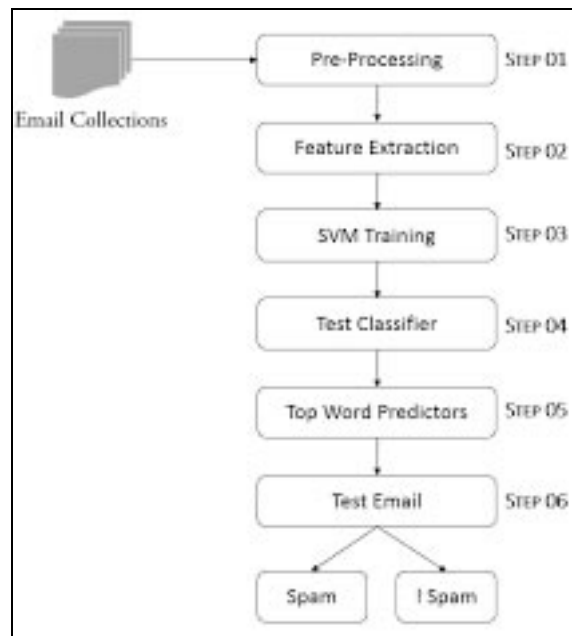 Pre-Processing STEP 01
Email Collections
Feature Extraction STEP 02
SVM Training STEP 03
Test Classifier STEP 04
Top Word Predictors STEP 05
Test Email STEP 06
Spam
! Spam